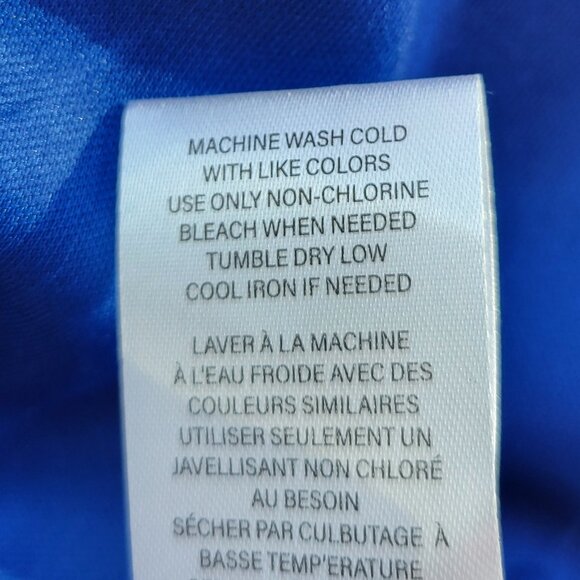 MACHINE WASH COLD
WITH LIKE COLORS
USE ONLY NON-CHLORINE
BLEACH WHEN NEEDED
TUMBLE DRY LOW
COOL IRON IF NEEDED
LAVER À LA MACHINE
À L'EAU FROIDE AVEC DES
COULEURS SIMILAIRES
UTILISER SEULEMENT UN
JAVELLISANT NON CHLORÉ
AU BESOIN
SÉCHER PAR CULBUTAGE À
BASSE TEMP'ERATURE